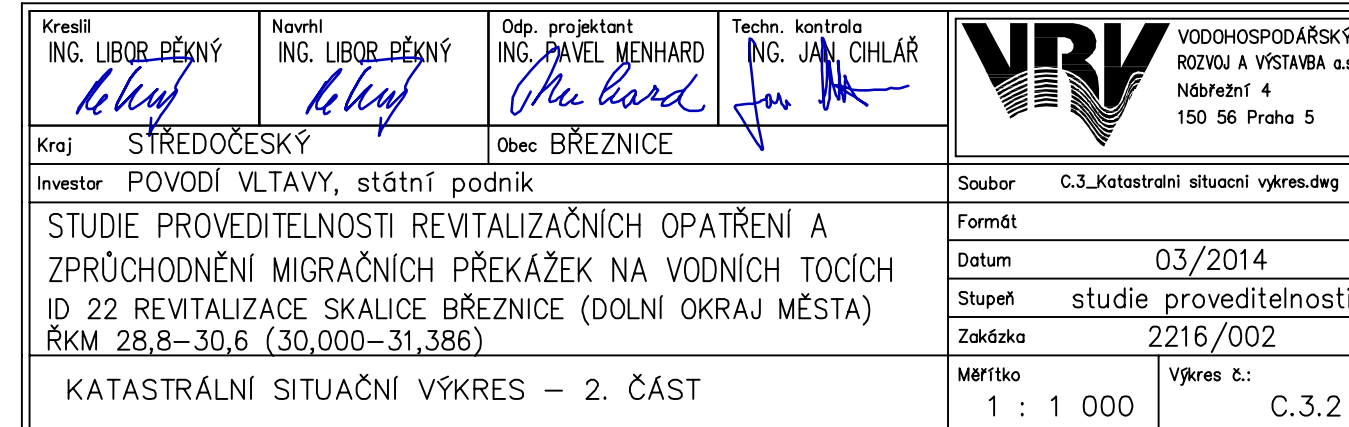 Kreslil
ING. LIBOR PĚKNÝ
Navrhl
ING. LIBOR PĚKNÝ
Odp. projektant
ING. PAVEL MENHARD
Techn. kontrola
ING. JAN CIHLÁŘ
VRV
VODOHOSPODÁŘSKÝ
ROZVOJ A VÝSTAVBA a.s
Nábřežní 4
150 56 Praha 5
Kraj STŘEDOČESKÝ
Obec BŘEZNICE
Investor POVODÍ VLTAVY, státní podnik
Soubor C.3_Katastralni situacni vykres.dwg
STUDIE PROVEDITELNOSTI REVITALIZAČNÍCH OPATŘENÍ A
ZPRŮCHODNĚNÍ MIGRAČNÍCH PŘEKÁŽEK NA VODNÍCH TOCÍCH
ID 22 REVITALIZACE SKALICE BŘEZNICE (DOLNÍ OKRAJ MĚSTA)
ŘKM 28,8–30,6 (30,000–31,386)
Formát
Datum 03/2014
Stupeň studie proveditelnosti
Zakázka 2216/002
KATASTRÁLNÍ SITUAČNÍ VÝKRES – 2. ČÁST
Měřítko
1 : 1 000
Výkres č.:
C.3.2